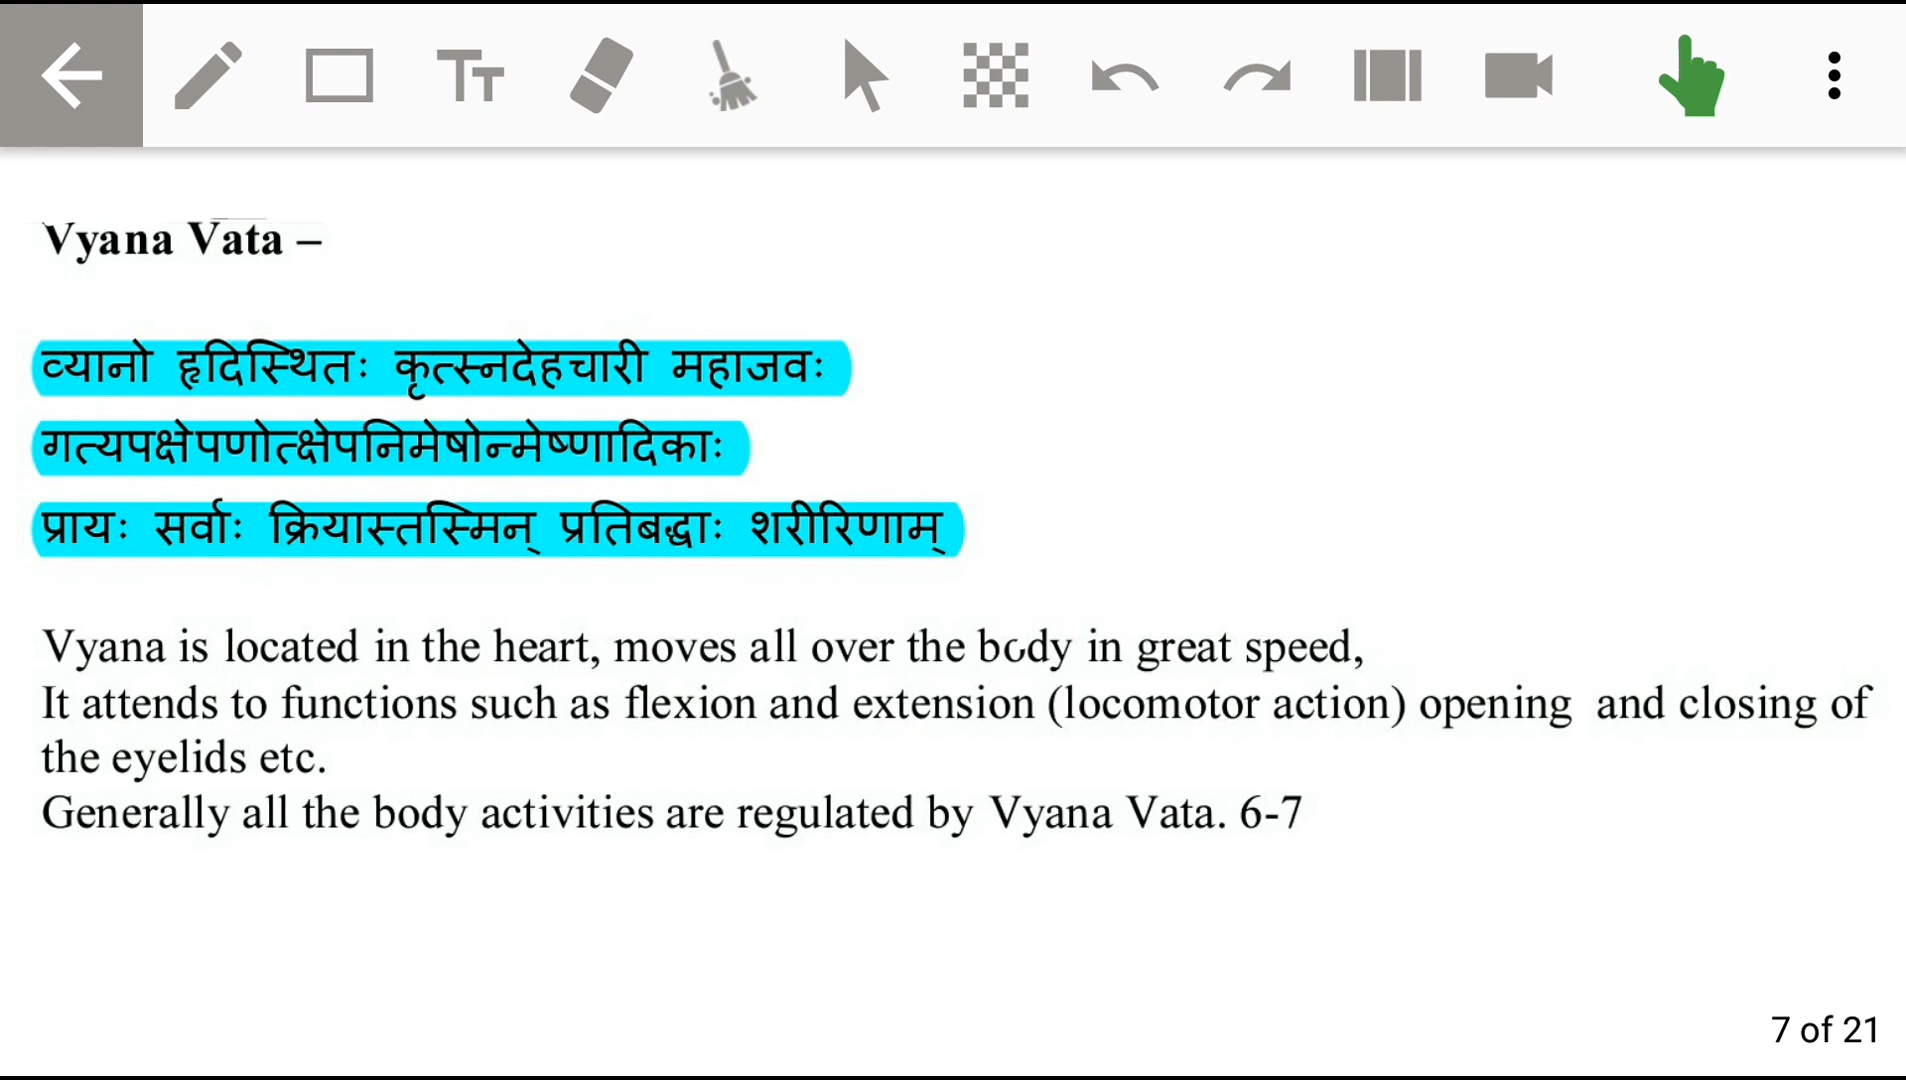 Vyana Vata –
व्यानो हृदिस्थितः कृत्स्नदेहचारी महाजवः
गत्यपक्षेपणोत्क्षेपनिमेषोन्मेष्णादिकाः
प्रायः सर्वाः क्रियास्तस्मिन् प्रतिबद्धाः शरीरिणाम्
Vyana is located in the heart, moves all over the body in great speed,
It attends to functions such as flexion and extension (locomotor action) opening and closing of
the eyelids etc.
Generally all the body activities are regulated by Vyana Vata. 6-7
7 of 21